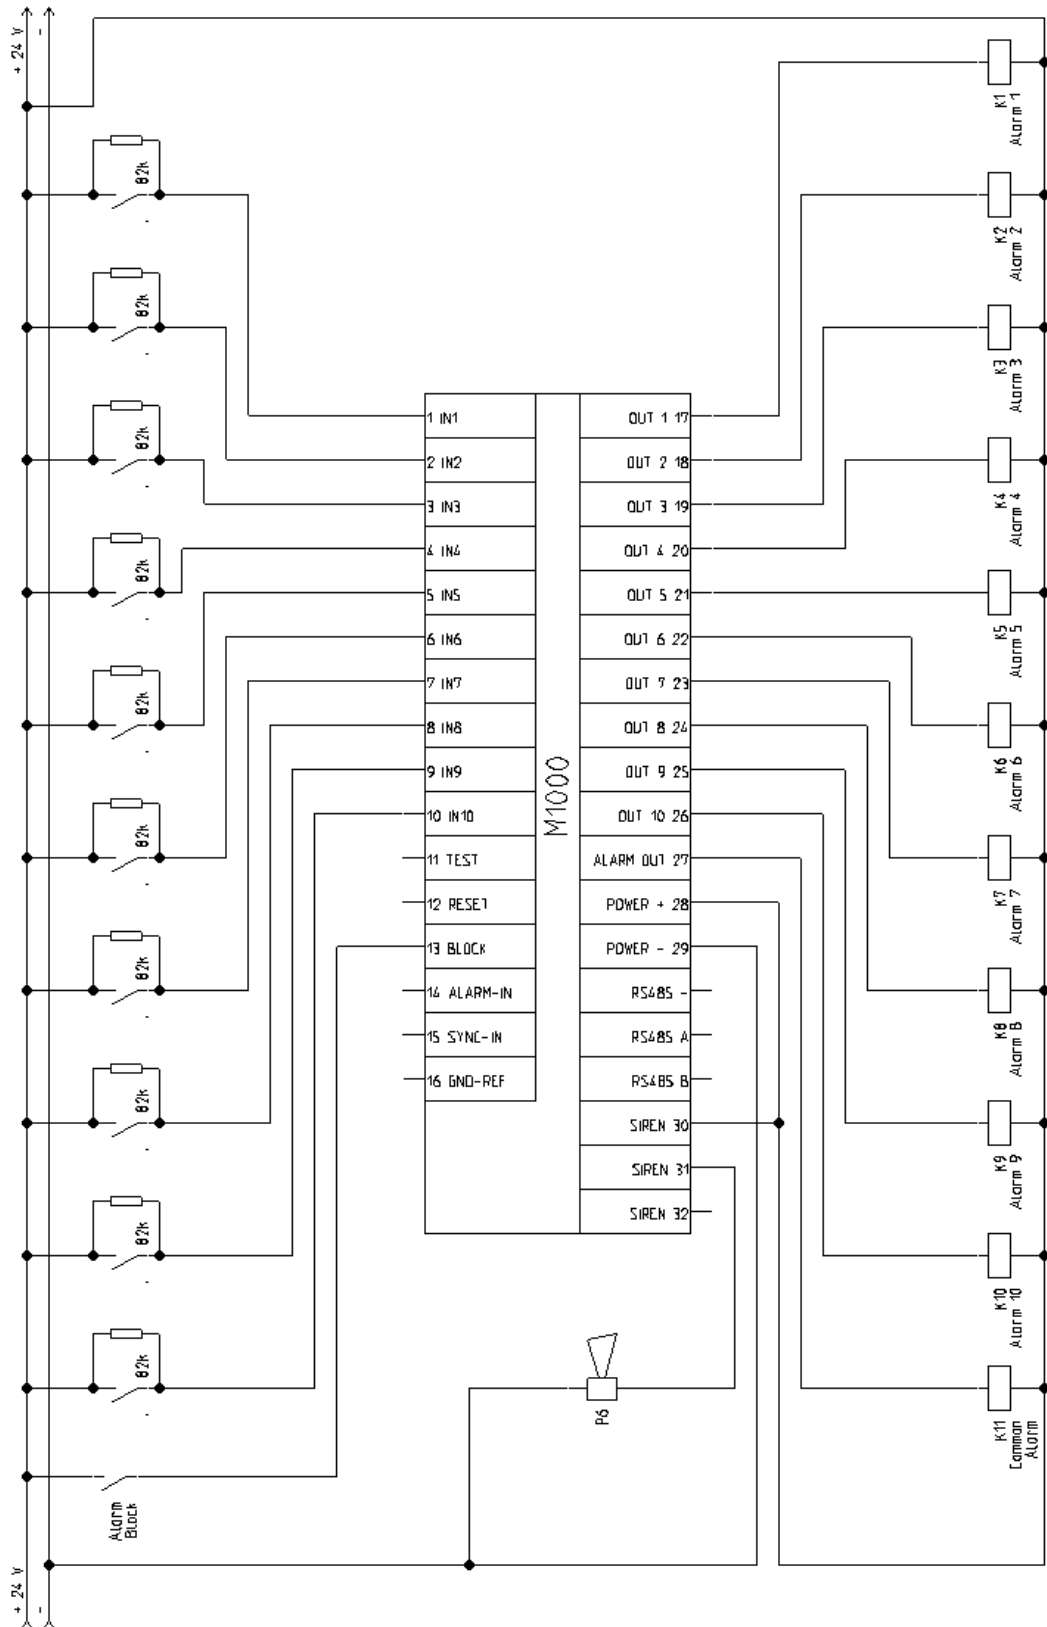 + 24 V
-
82k
82k
82k
82k
82k
82k
82k
82k
82k
82k
Alarm
Block
+ 24 V
-
1 IN1
2 IN2
3 IN3
4 IN4
5 IN5
6 IN6
7 IN7
8 IN8
9 IN9
10 IN10
11 TEST
12 RESET
13 BLOCK
14 ALARM-IN
15 SYNC-IN
16 GND-REF
M1000
OUT 1 17
OUT 2 18
OUT 3 19
OUT 4 20
OUT 5 21
OUT 6 22
OUT 7 23
OUT 8 24
OUT 9 25
OUT 10 26
ALARM OUT 27
POWER + 28
POWER - 29
RS485 -
RS485 A
RS485 B
SIREN 30
SIREN 31
SIREN 32
P6
K1
Alarm 1
K2
Alarm 2
K3
Alarm 3
K4
Alarm 4
K5
Alarm 5
K6
Alarm 6
K7
Alarm 7
K8
Alarm 8
K9
Alarm 9
K10
Alarm 10
K11
Common
Alarm